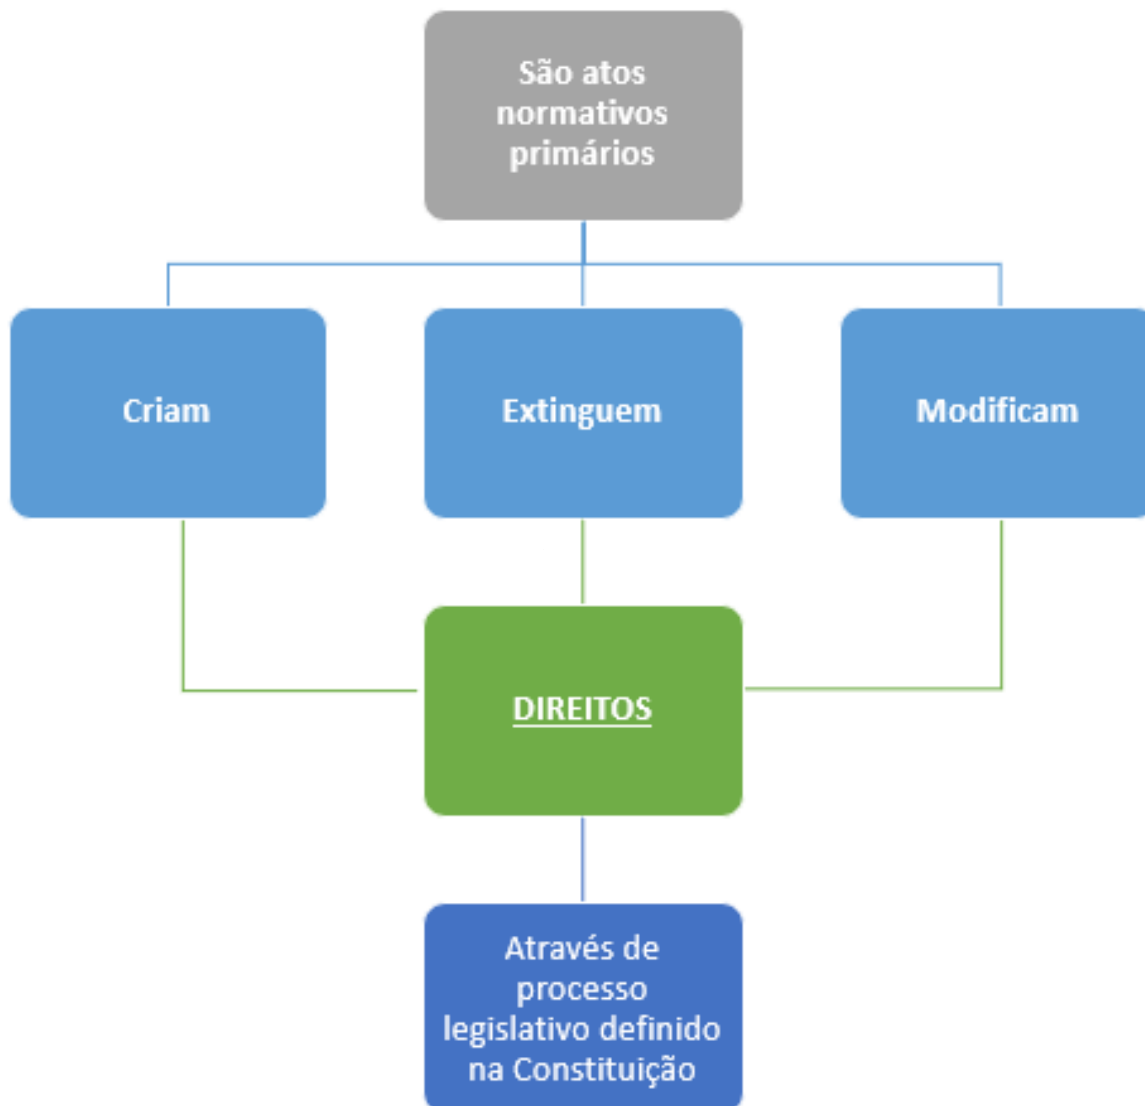 São atos
normativos
primários
Criam
Extinguem
Modificam
DIREITOS
Através de
processo
legislativo definido
na Constituição